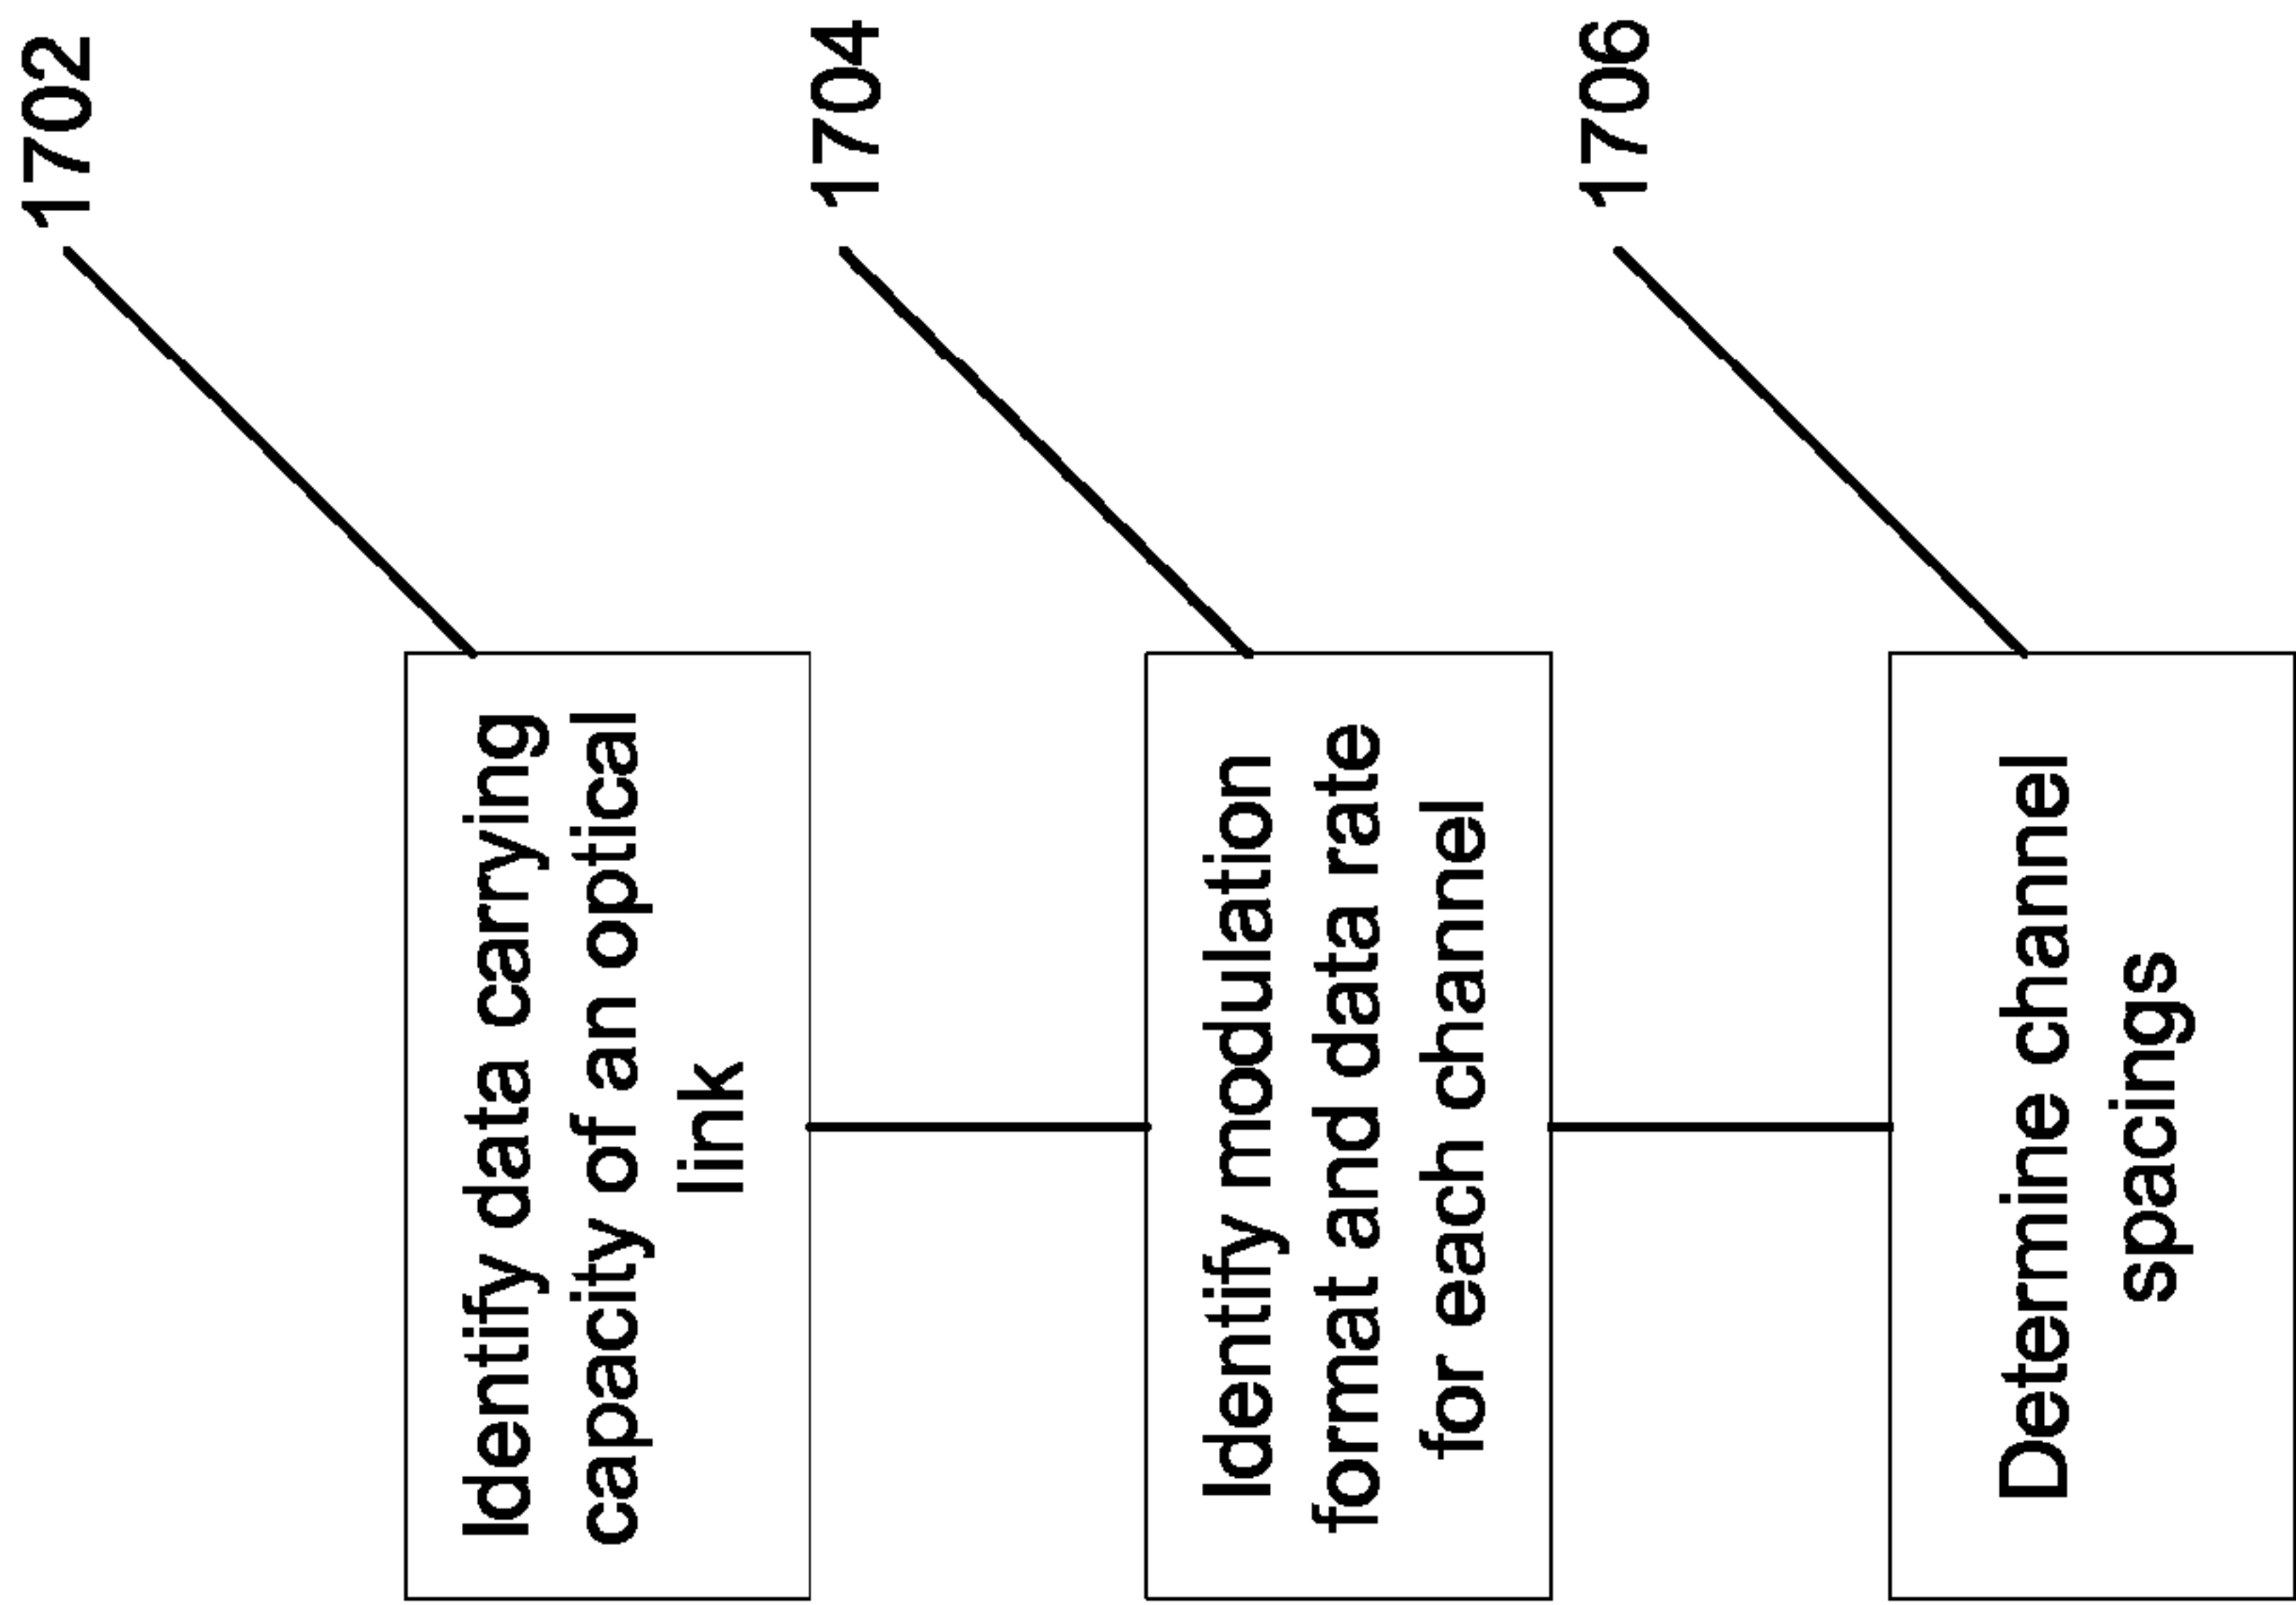 1702
Identify data carrying
capacity of an optical
link
1704
Identify modulation
format and data rate
for each channel
1706
Determine channel
spacings